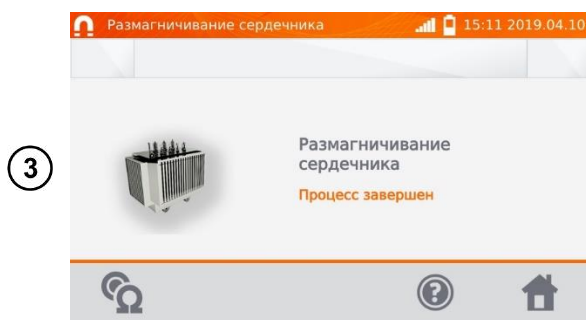 Размагничивание сердечника 15:11 2019.04.10
3
Размагничивание
сердечника
Процесс завершен